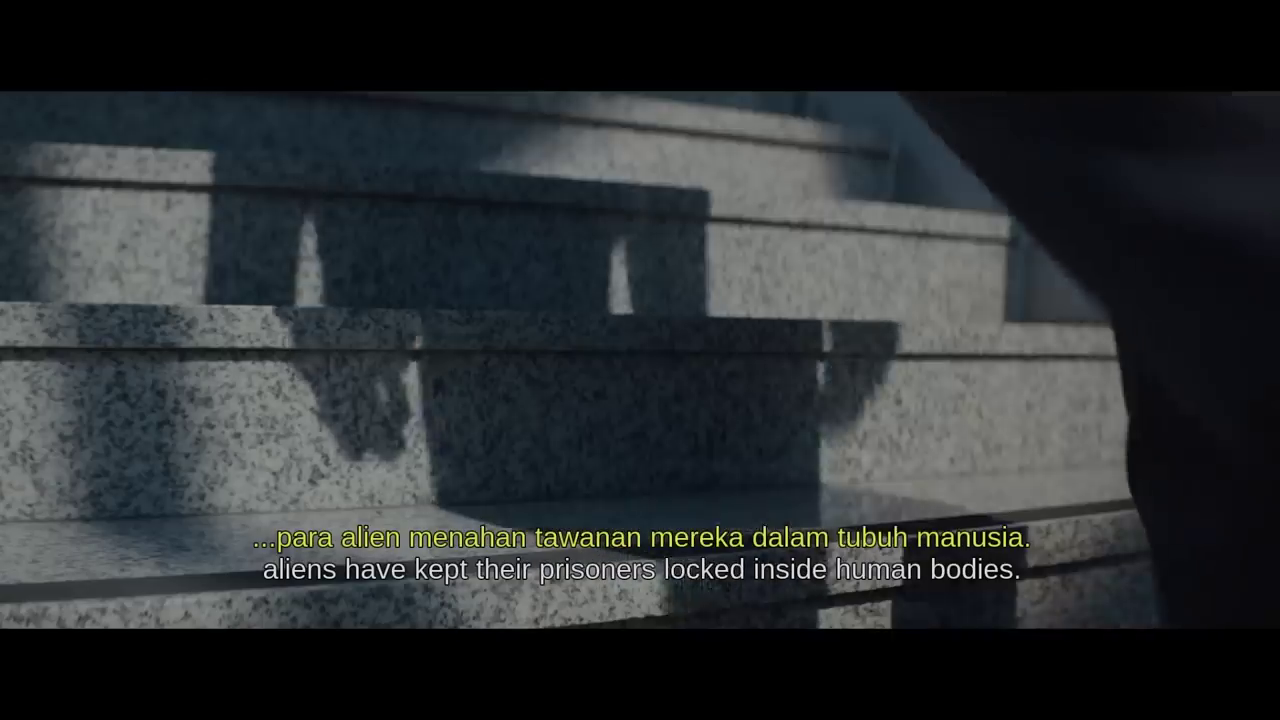 ...para alien menahan tawanan mereka dalam tubuh manusia.
aliens have kept their prisoners locked inside human bodies.